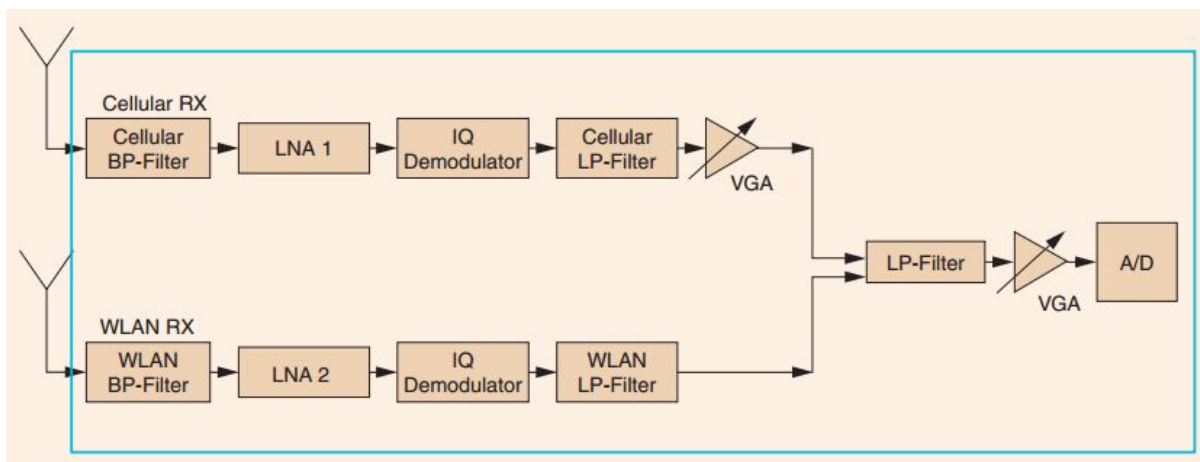 Cellular RX
Cellular
BP-Filter
LNA 1
IQ
Demodulator
Cellular
LP-Filter
VGA
LP-Filter
VGA
A/D
WLAN RX
WLAN
BP-Filter
LNA 2
IQ
Demodulator
WLAN
LP-Filter